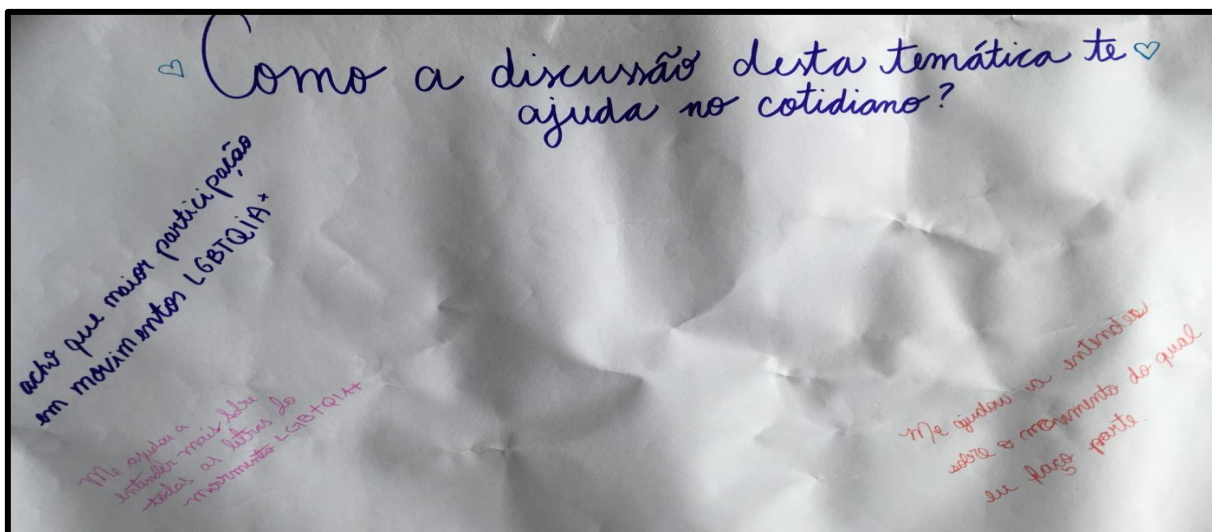 Como a discussão desta temática te
ajuda no cotidiano?
acho que maior participação
em movimentos LGBTQIA+
Me ajudou a
entender mais sobre
todas as letras do
movimento LGBTQIA+
Me ajudou a entender
sobre o movimento do qual
eu faço parte.